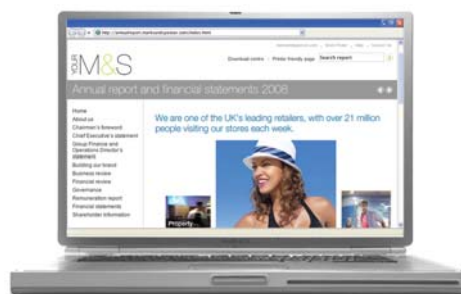 YOUR M&S
Download centre Printer friendly page Search report
Annual report and financial statements 2008
Home
About us
Chairman's foreword
Chief Executive's statement
Group Finance and
Operations Director's
statement
Building our brand
Business review
Financial review
Governance
Remuneration report
Financial statements
Shareholder information
We are one of the UK's leading retailers, with over 21 million
people visiting our stores each week.
Property